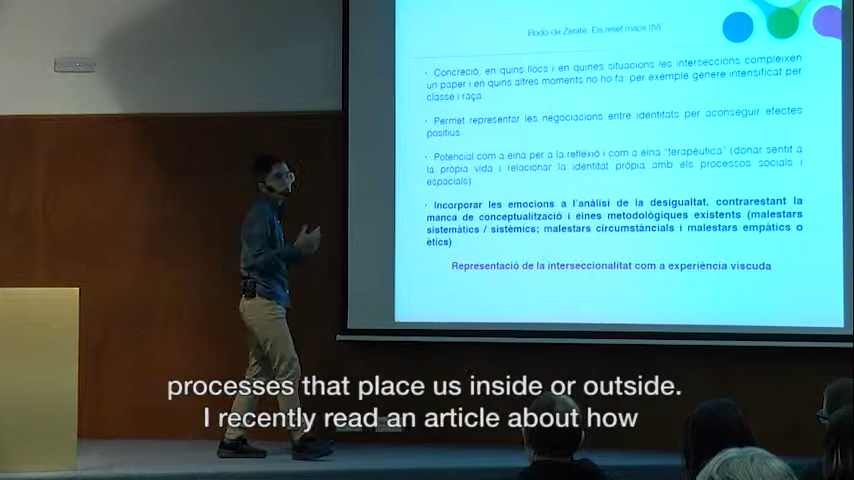 Rodo-de Zarate. Els relief maps (IV)
· Concreció: en quins llocs i en quines situacions les interseccions compleixen
un paper i en quins altres moments no ho fa: per exemple gènere intensificat per
classe i raça
· Permet representar les negociacions entre identitats per aconseguir efectes
positius
· Potencial com a eina per a la reflexió i com a eina "terapèutica" (donar sentit a
la pròpia vida i relacionar la identitat pròpia amb els processos socials i
espacials)
· Incorporar les emocions a l'anàlisi de la desigualtat, contrarestant la
manca de conceptualització i eines metodològiques existents (malestars
sistemàtics / sistèmics; malestars circumstàncials i malestars empàtics o
ètics)
Representació de la interseccionalitat com a experiència viscuda
processes that place us inside or outside.
I recently read an article about how